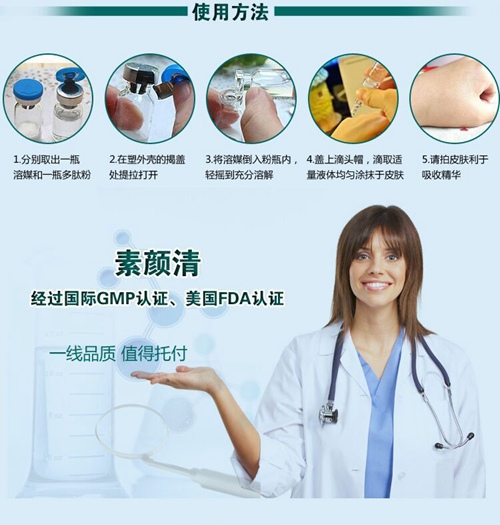 使用方法
1.分别取出一瓶
溶媒和一瓶多肽粉
2.在塑外壳的揭盖
处提拉打开
3.将溶媒倒入粉瓶内，
轻摇到充分溶解
4.盖上滴头帽，滴取适
量液体均匀涂抹于皮肤
5.请拍皮肤利于
吸收精华
素颜清
经过国际GMP认证、美国FDA认证
一线品质 值得托付